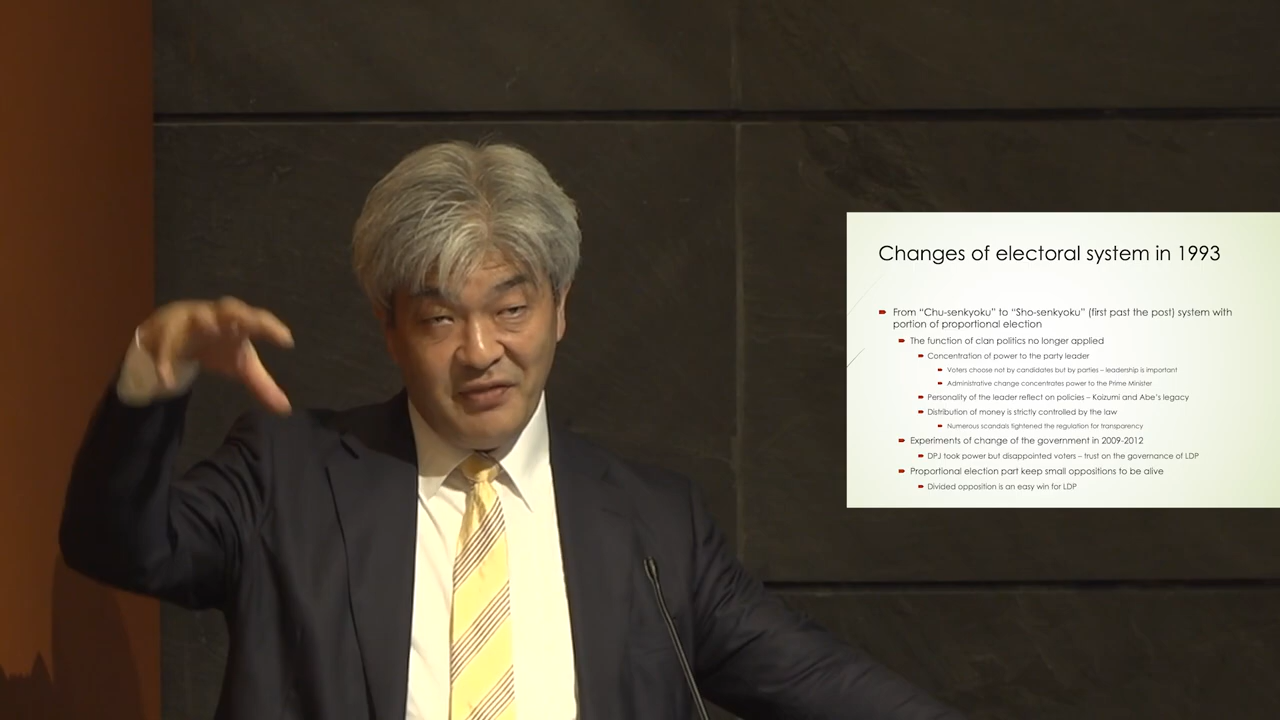 Changes of electoral system in 1993
From “Chu-senkyoku” to “Sho-senkyoku” (first past the post) system with
portion of proportional election
The function of clan politics no longer applied
Concentration of power to the party leader
Voters choose not by candidates but by parties – leadership is important
Administrative change concentrates power to the Prime Minister
Personality of the leader reflect on policies – Koizumi and Abe's legacy
Distribution of money is strictly controlled by the law
Numerous scandals tightened the regulation for transparency
Experiments of change of the government in 2009-2012
DPJ took power but disappointed voters – trust on the governance of LDP
Proportional election part keep small oppositions to be alive
Divided opposition is an easy win for LDP